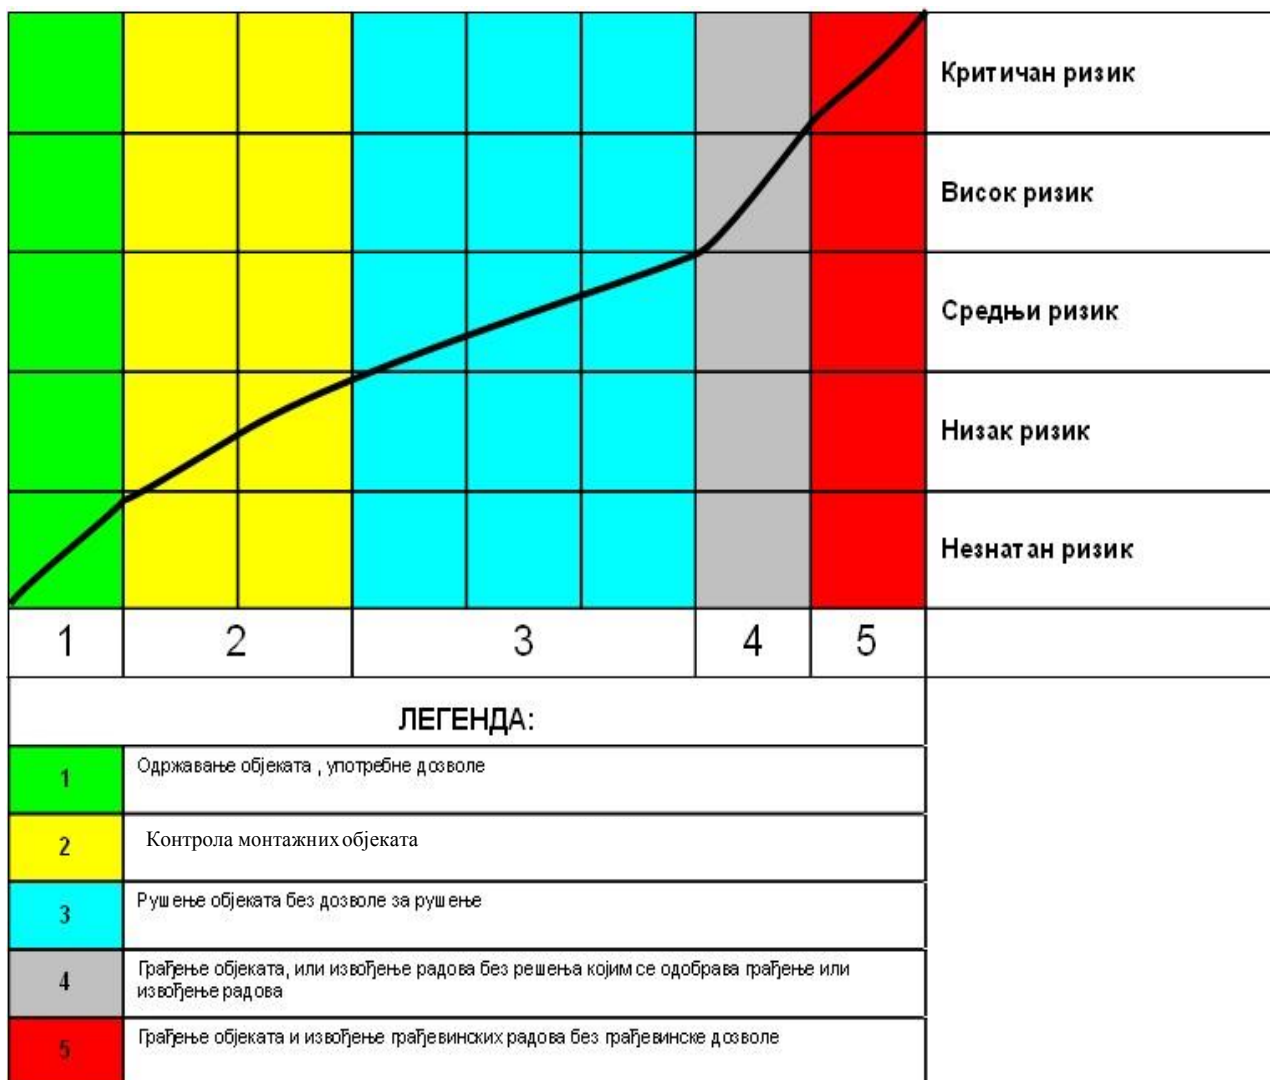 Критичан ризик
Висок ризик
Средњи ризик
Низак ризик
Незнатан ризик
1 2 3 4 5
ЛЕГЕНДА:
1 Одржавање објеката , употребне дозволе
2 Контрола монтажних објеката
3 Рушење објеката без дозволе за рушење
4 Грађење објеката, или извођење радова без решења којим се одобрава грађење или
извођење радова
5 Грађење објеката и извођење грађевинских радова без грађевинске дозволе